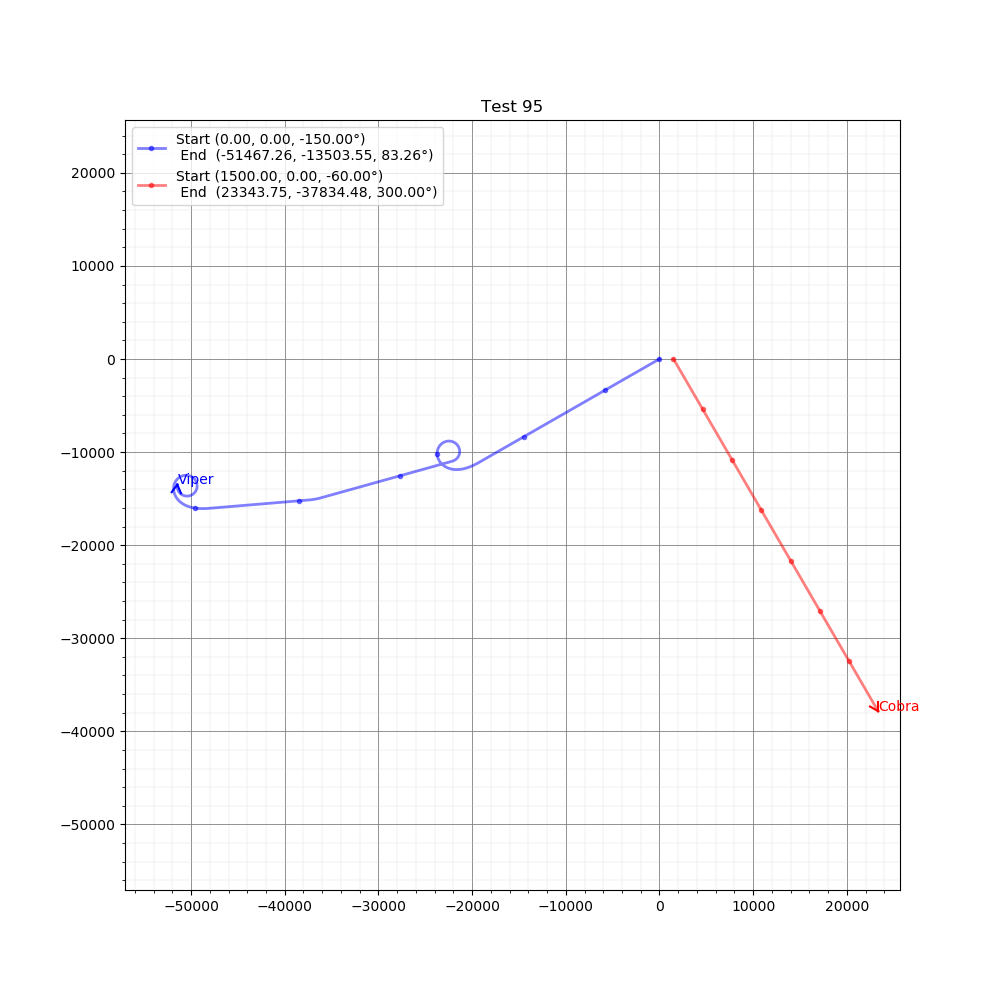 Test 95
Start (0.00, 0.00, -150.00°)
End (-51467.26, -13503.55, 83.26°)
Start (1500.00, 0.00, -60.00°)
End (23343.75, -37834.48, 300.00°)
20000
10000
0
−10000
−20000
−30000
−40000
−50000
Viper
Cobra
−50000 −40000 −30000 −20000 −10000 0 10000 20000